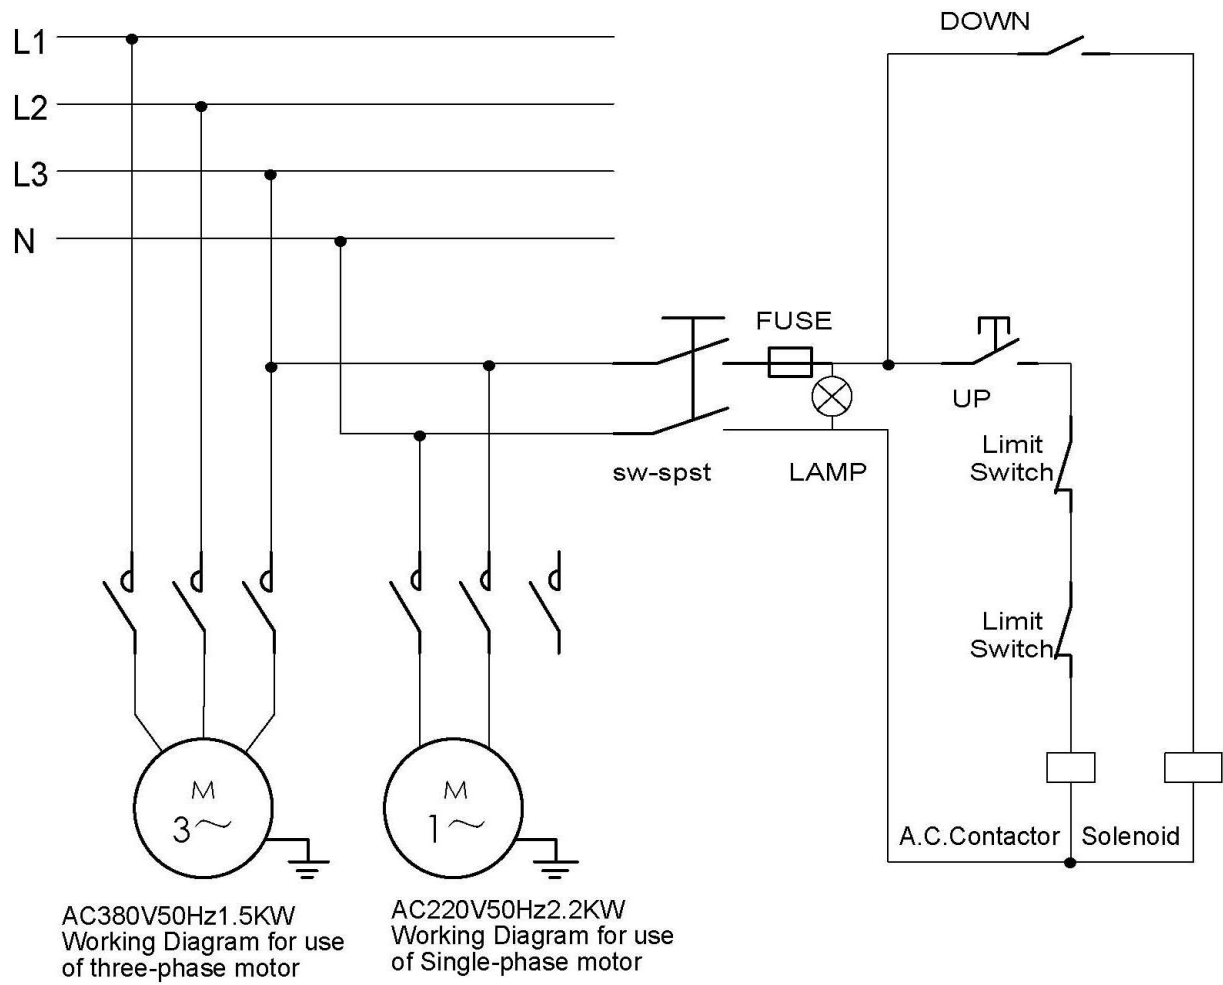 DOWN
L1
L2
L3
N
FUSE
UP
sw-spst
LAMP
Limit
Switch
Limit
Switch
M
3～
M
1～
A.C.Contactor
Solenoid
AC380V50Hz1.5KW
Working Diagram for use
of three-phase motor
AC220V50Hz2.2KW
Working Diagram for use
of Single-phase motor